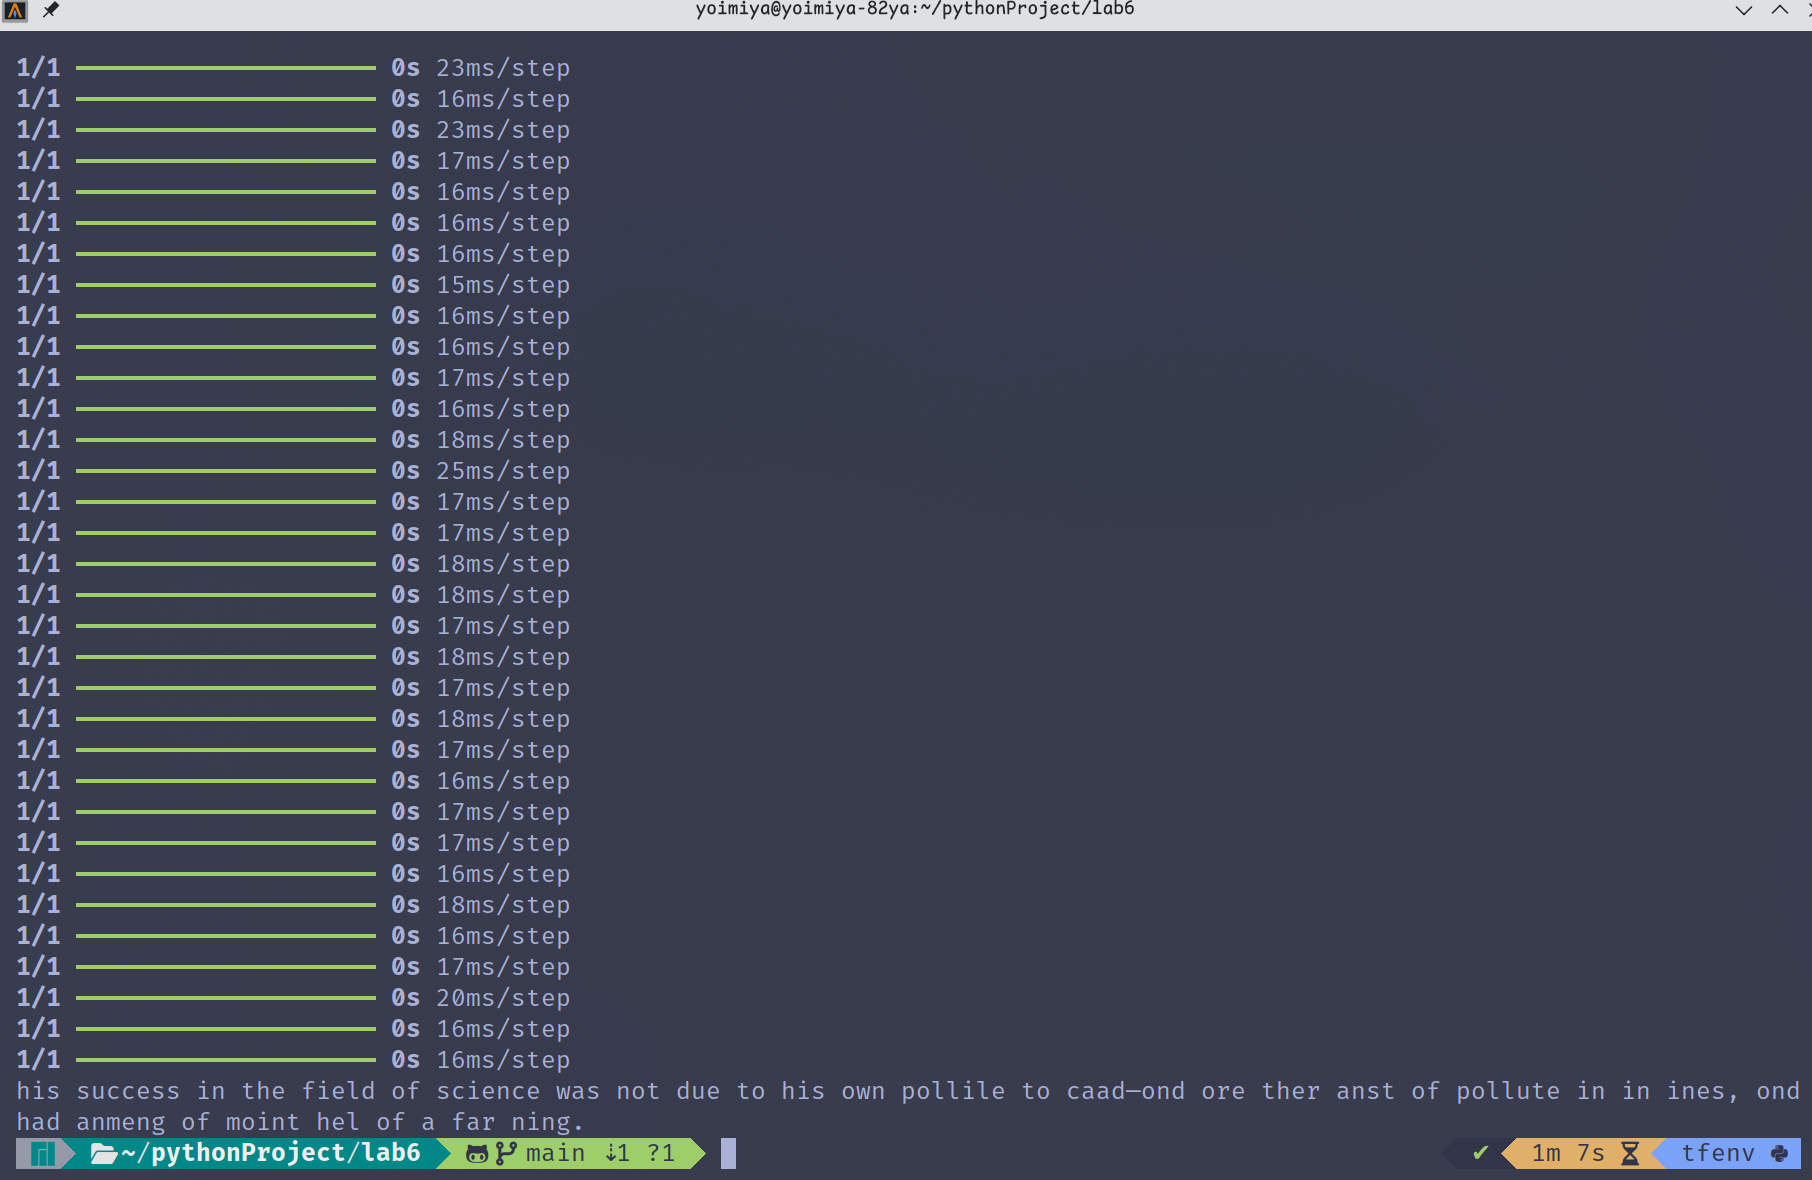 yoimiya@yoimiya-82ya:~/pythonProject/lab6
1/1 0s 23ms/step
1/1 0s 16ms/step
1/1 0s 23ms/step
1/1 0s 17ms/step
1/1 0s 16ms/step
1/1 0s 16ms/step
1/1 0s 16ms/step
1/1 0s 15ms/step
1/1 0s 16ms/step
1/1 0s 16ms/step
1/1 0s 17ms/step
1/1 0s 16ms/step
1/1 0s 18ms/step
1/1 0s 25ms/step
1/1 0s 17ms/step
1/1 0s 17ms/step
1/1 0s 18ms/step
1/1 0s 18ms/step
1/1 0s 17ms/step
1/1 0s 18ms/step
1/1 0s 17ms/step
1/1 0s 18ms/step
1/1 0s 17ms/step
1/1 0s 16ms/step
1/1 0s 17ms/step
1/1 0s 17ms/step
1/1 0s 16ms/step
1/1 0s 18ms/step
1/1 0s 16ms/step
1/1 0s 17ms/step
1/1 0s 20ms/step
1/1 0s 16ms/step
1/1 0s 16ms/step
his success in the field of science was not due to his own pollile to caad—ond ore ther anst of pollute in in ines, ond
had anmeng of moint hel of a far ning.
~/pythonProject/lab6 main ⇣1 ?1 ✔ 1m 7s tfenv